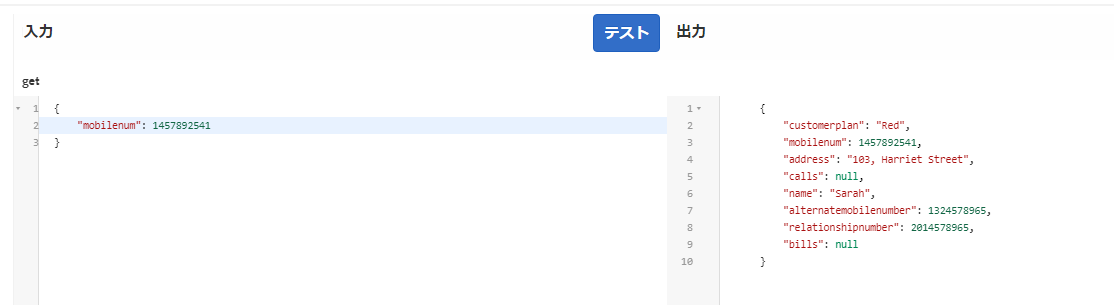 入力
テスト
出力
get
1 {
2 "mobilenum": 1457892541
3 }
1 {
2 "customerplan": "Red",
3 "mobilenum": 1457892541,
4 "address": "103, Harriet Street",
5 "calls": null,
6 "name": "Sarah",
7 "alternatemobilenumber": 1324578965,
8 "relationshipnumber": 2014578965,
9 "bills": null
10 }